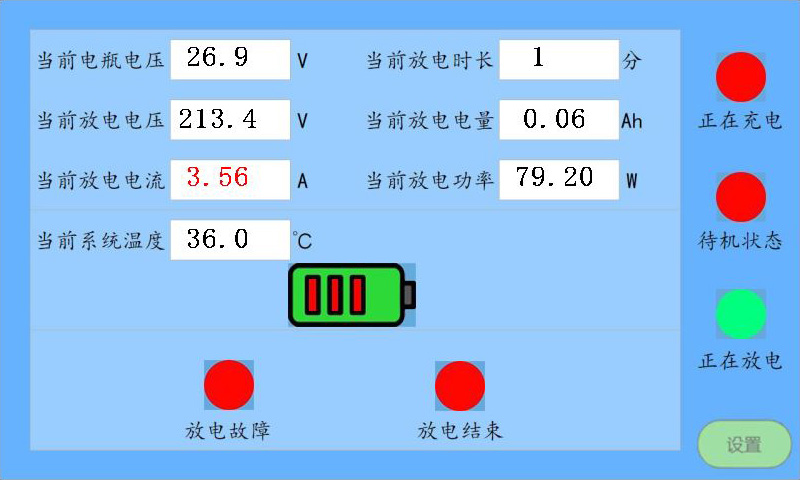 当前电瓶电压 26.9 V 当前放电时长 1 分
当前放电电压 213.4 V 当前放电电量 0.06 Ah
正在充电
当前放电电流 3.56 A 当前放电功率 79.20 W
当前系统温度 36.0 ℃
待机状态
正在放电
放电故障 放电结束
设置